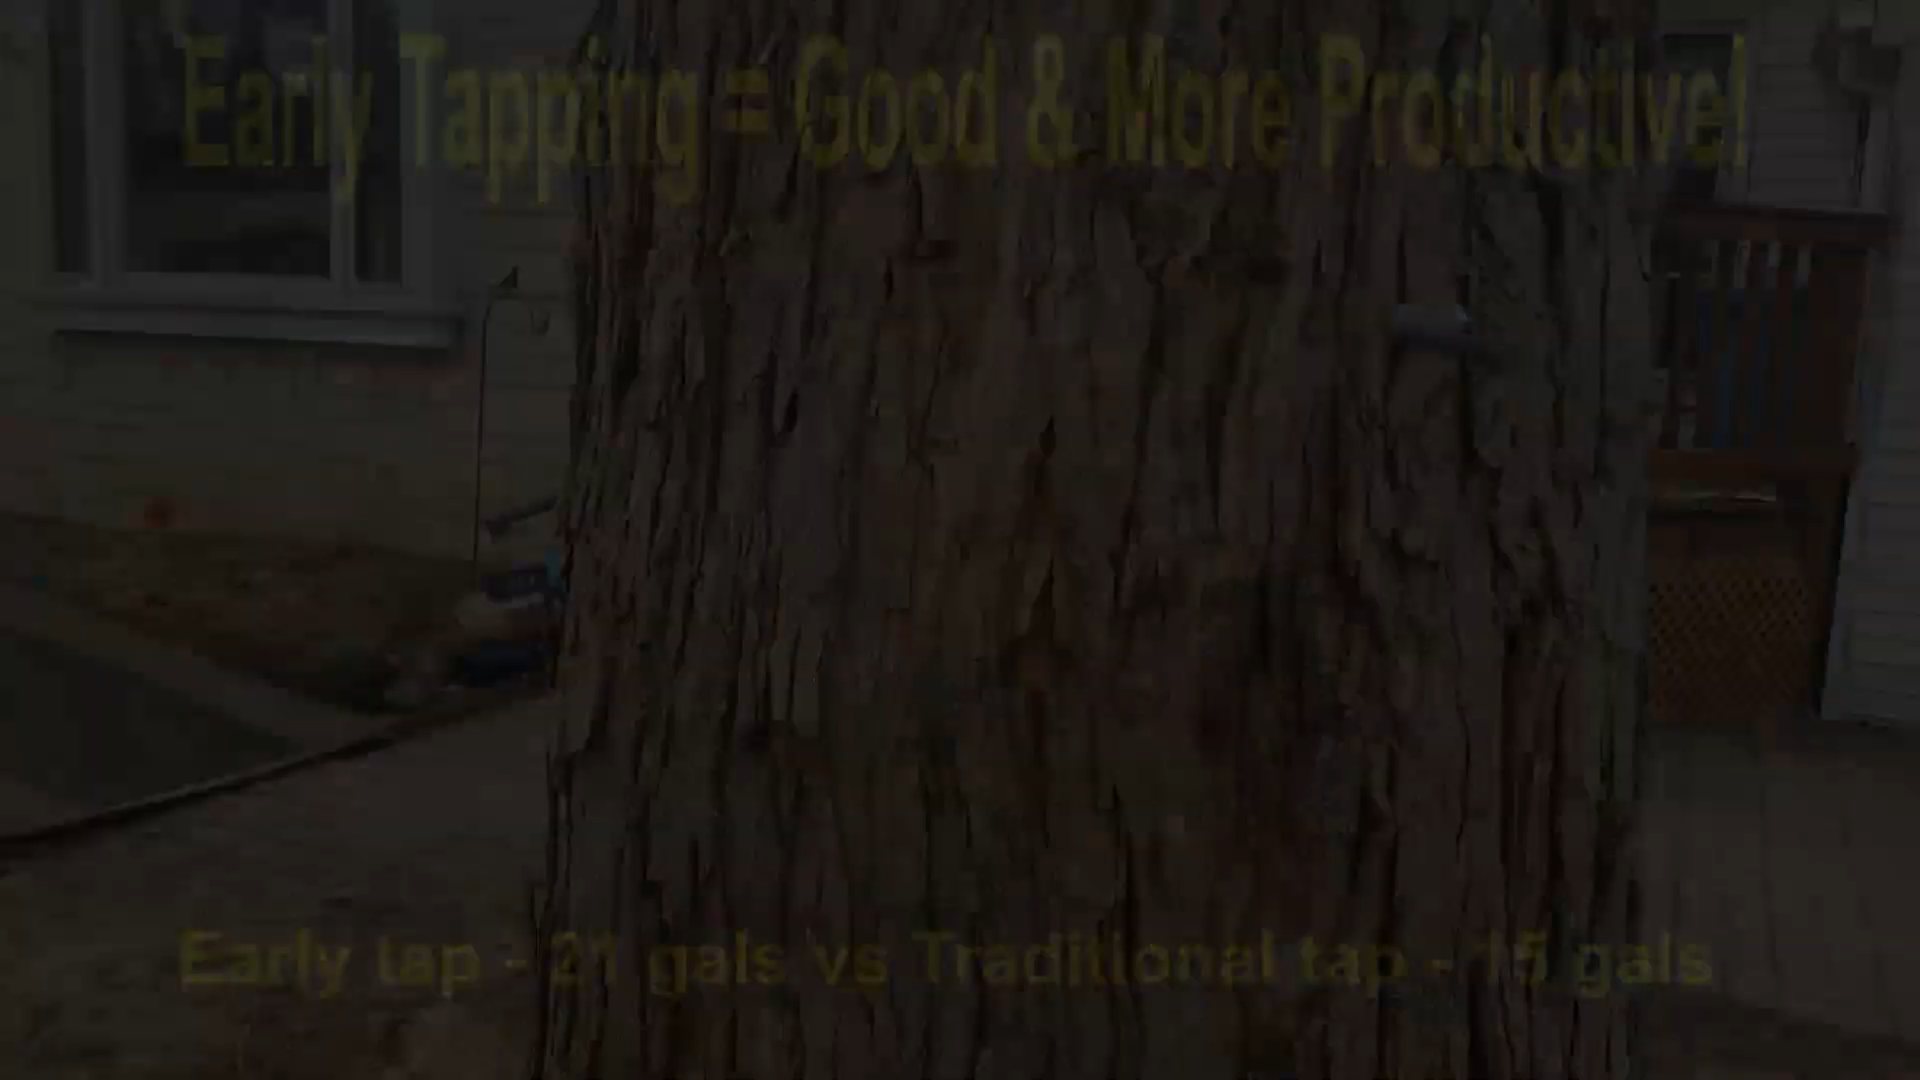 Early Tapping = Good & More Productive!
Early tap - 21 gals vs Traditional tap - 15 gals